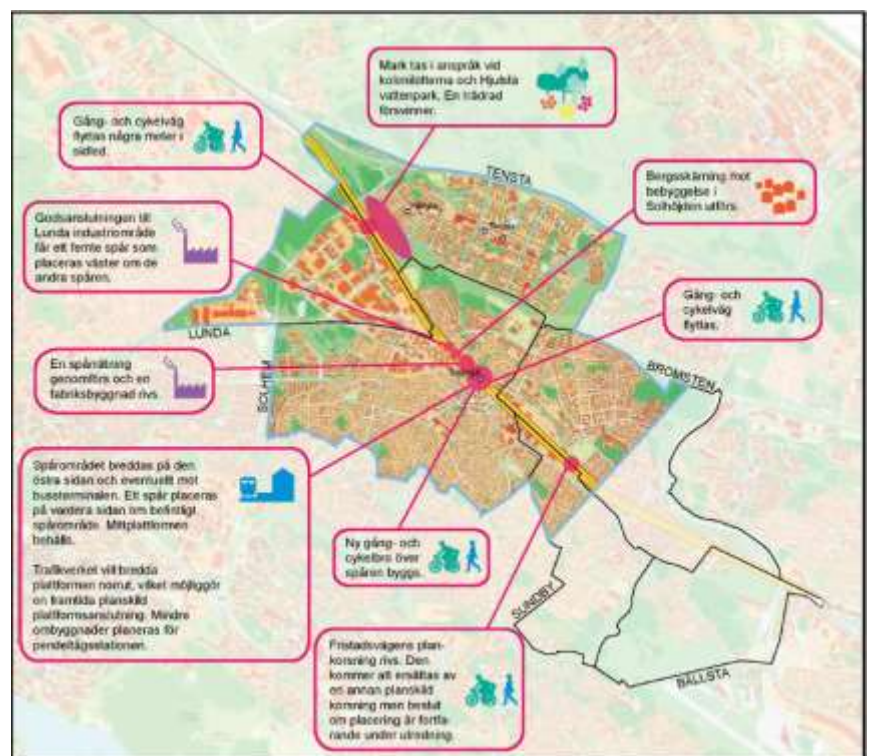 Mark tas i anspråk vid
kolonilotterna och Hjulsta
vattenpark. En trädrad
försvinner.
Gång- och cykelväg
flyttas några meter i
sidled.
TENSTA
Bergsskärning mot
bebyggelse i
Solhöjden utförs.
Godsanslutningen till
Lunda industriområde
får ett femte spår som
placeras väster om de
andra spåren.
Gång- och
cykelväg
flyttas.
LUNDA
SOLHEM
BROMSTEN
En spårrätning
genomförs och en
fabriksbyggnad rivs.
Spårområdet breddas på den
östra sidan och eventuellt mot
bussterminalen. Ett spår placeras
på vardera sidan om befintligt
spårområde. Mittplattformen
behålls.
Trafikverket vill bredda
plattformen norrut, vilket möjliggör
en framtida planskild
plattformsanslutning. Mindre
ombyggnader planeras för
pendeltågsstationen.
Ny gång- och
cykelbro över
spåren byggs.
SUNDBY
BÄLLSTA
Fristadsvägens plan-
korsning rivs. Den
kommer att ersättas av
en annan planskild
korsning men beslut
om placering är fortfa-
rande under utredning.